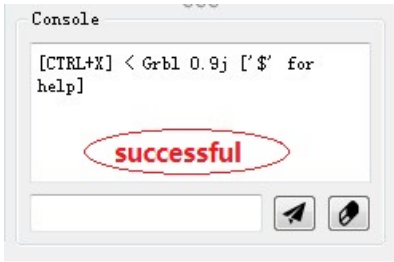 Console
[CTRL+X] < Grbl 0.9j ['$' for
help]
successful